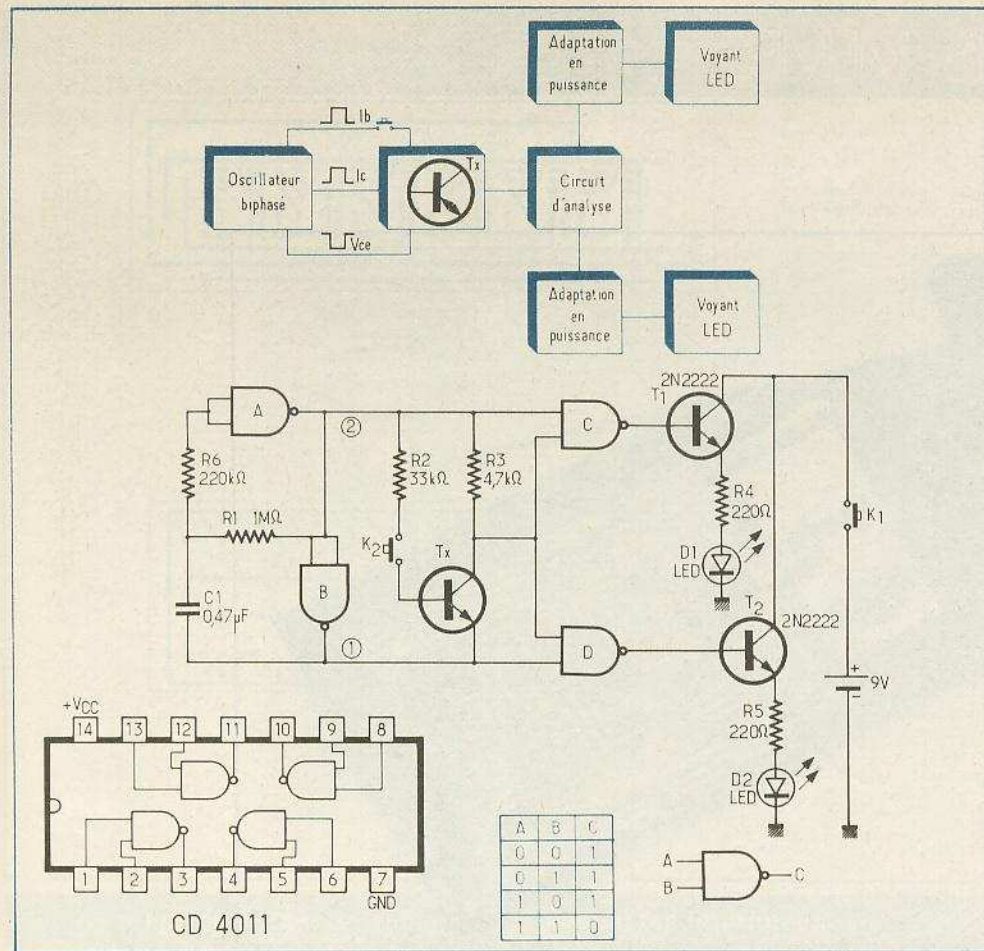 Adaptation
en
puissance
Voyant
LED
Ib
Oscillateur
biphasé
Ic
Vce
Tx
Circuit
d'analyse
Adaptation
en
puissance
Voyant
LED
A
②
R6
220kΩ
R1 1MΩ
B
C1
0,47µF
①
R2
33kΩ
R3
4,7kΩ
K2
Tx
C
D
2N2222
T1
R4
220Ω
D1
LED
K1
T2
2N2222
R5
220Ω
D2
LED
+
9V
−
+VCC
14 13 12 11 10 9 8
1 2 3 4 5 6 7
GND
CD 4011
A B C
0 0 1
0 1 1
1 0 1
1 1 0
A
B
C